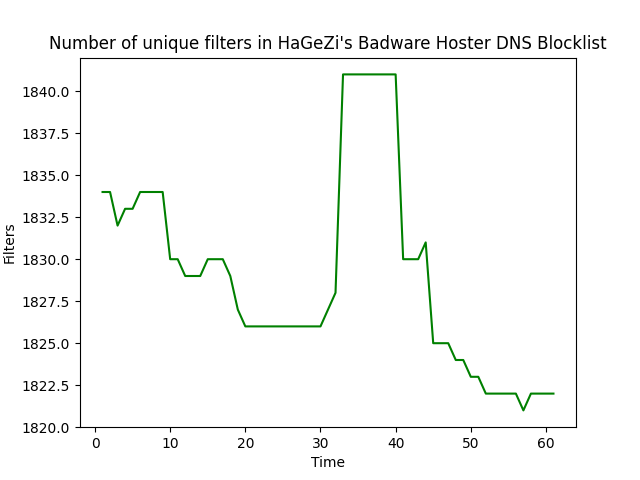 Number of unique filters in HaGeZi's Badware Hoster DNS Blocklist
1840.0
1837.5
1835.0
1832.5
1830.0
1827.5
1825.0
1822.5
1820.0
Filters
0 10 20 30 40 50 60
Time